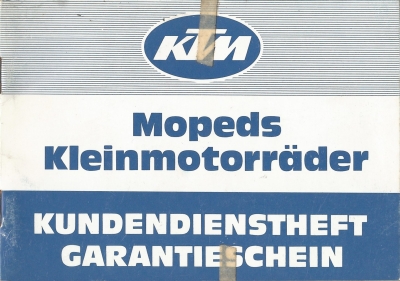 KTM
Mopeds
Kleinmotorräder
KUNDENDIENSTHEFT
GARANTIESCHEIN